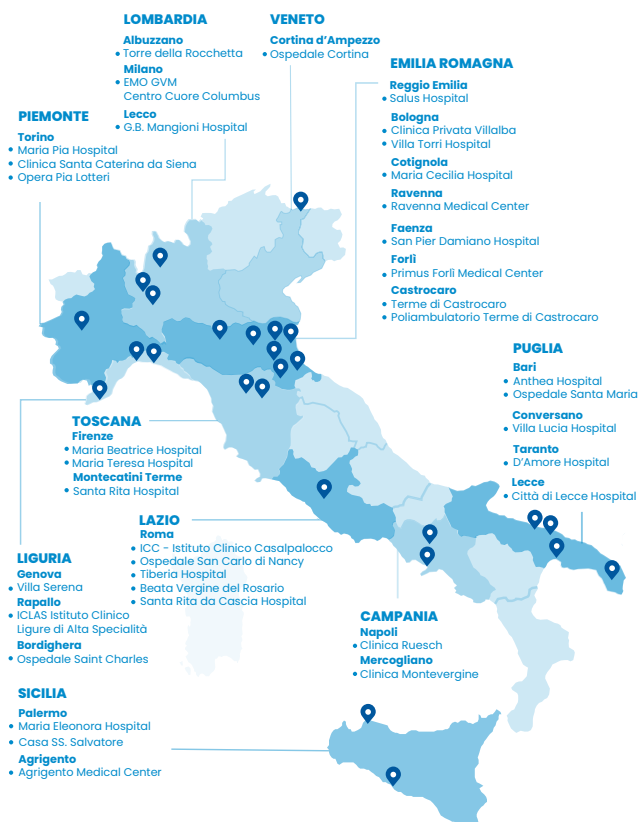 LOMBARDIA
Albuzzano
• Torre della Rocchetta
Milano
• EMO GVM
Centro Cuore Columbus
Lecco
• G.B. Mangioni Hospital
VENETO
Cortina d'Ampezzo
• Ospedale Cortina
EMILIA ROMAGNA
Reggio Emilia
• Salus Hospital
Bologna
• Clinica Privata Villalba
• Villa Torri Hospital
Cotignola
• Maria Cecilia Hospital
Ravenna
• Ravenna Medical Center
Faenza
• San Pier Damiano Hospital
Forlì
• Primus Forlì Medical Center
Castrocaro
• Terme di Castrocaro
• Poliambulatorio Terme di Castrocaro
PIEMONTE
Torino
• Maria Pia Hospital
• Clinica Santa Caterina da Siena
• Opera Pia Lotteri
PUGLIA
Bari
• Anthea Hospital
• Ospedale Santa Maria
Conversano
• Villa Lucia Hospital
Taranto
• D'Amore Hospital
Lecce
• Città di Lecce Hospital
TOSCANA
Firenze
• Maria Beatrice Hospital
• Maria Teresa Hospital
Montecatini Terme
• Santa Rita Hospital
LAZIO
Roma
• ICC - Istituto Clinico Casalpalocco
• Ospedale San Carlo di Nancy
• Tiberia Hospital
• Beata Vergine del Rosario
• Santa Rita da Cascia Hospital
LIGURIA
Genova
• Villa Serena
Rapallo
• ICLAS Istituto Clinico
Ligure di Alta Specialità
Bordighera
• Ospedale Saint Charles
CAMPANIA
Napoli
• Clinica Ruesch
Mercogliano
• Clinica Montevergine
SICILIA
Palermo
• Maria Eleonora Hospital
• Casa SS. Salvatore
Agrigento
• Agrigento Medical Center